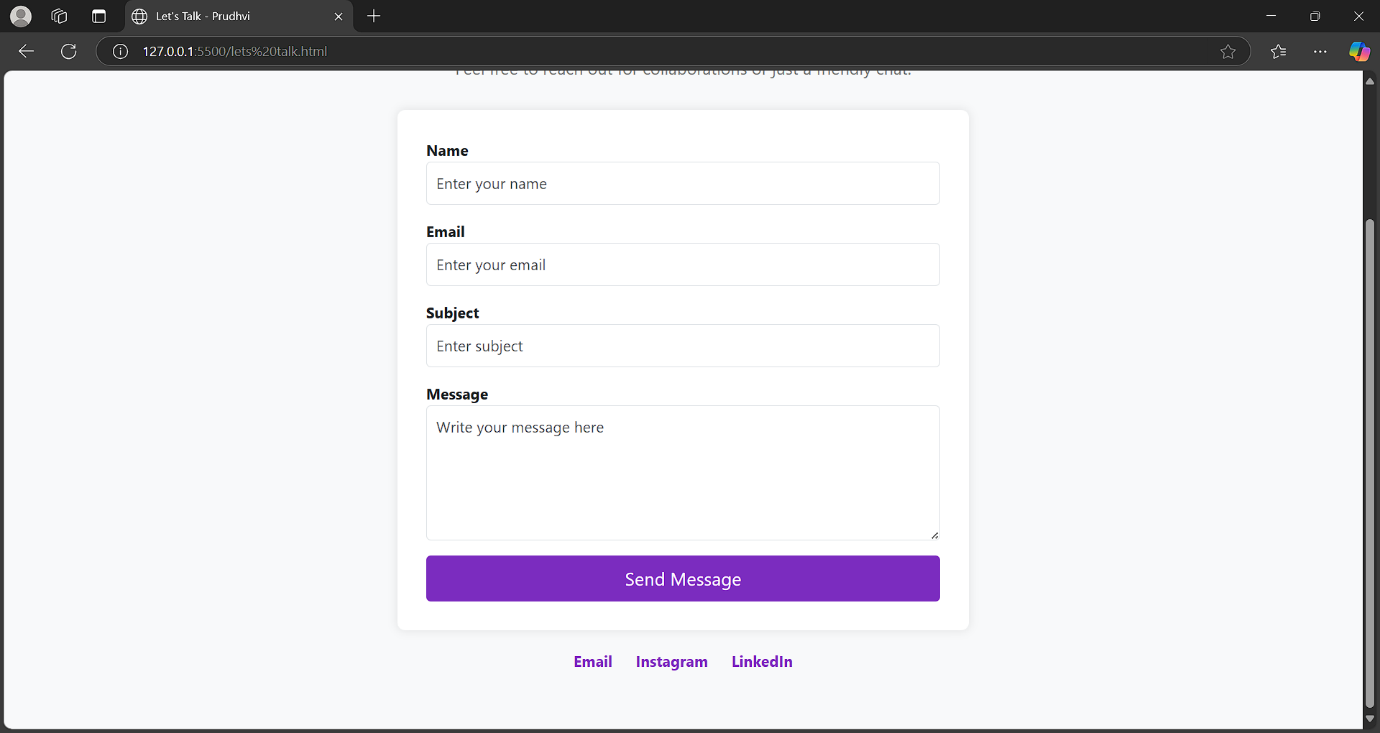 Let's Talk - Prudhvi
127.0.0.1:5500/lets%20talk.html
Feel free to reach out for collaborations or just a friendly chat.
Name
Enter your name
Email
Enter your email
Subject
Enter subject
Message
Write your message here
Send Message
Email Instagram LinkedIn